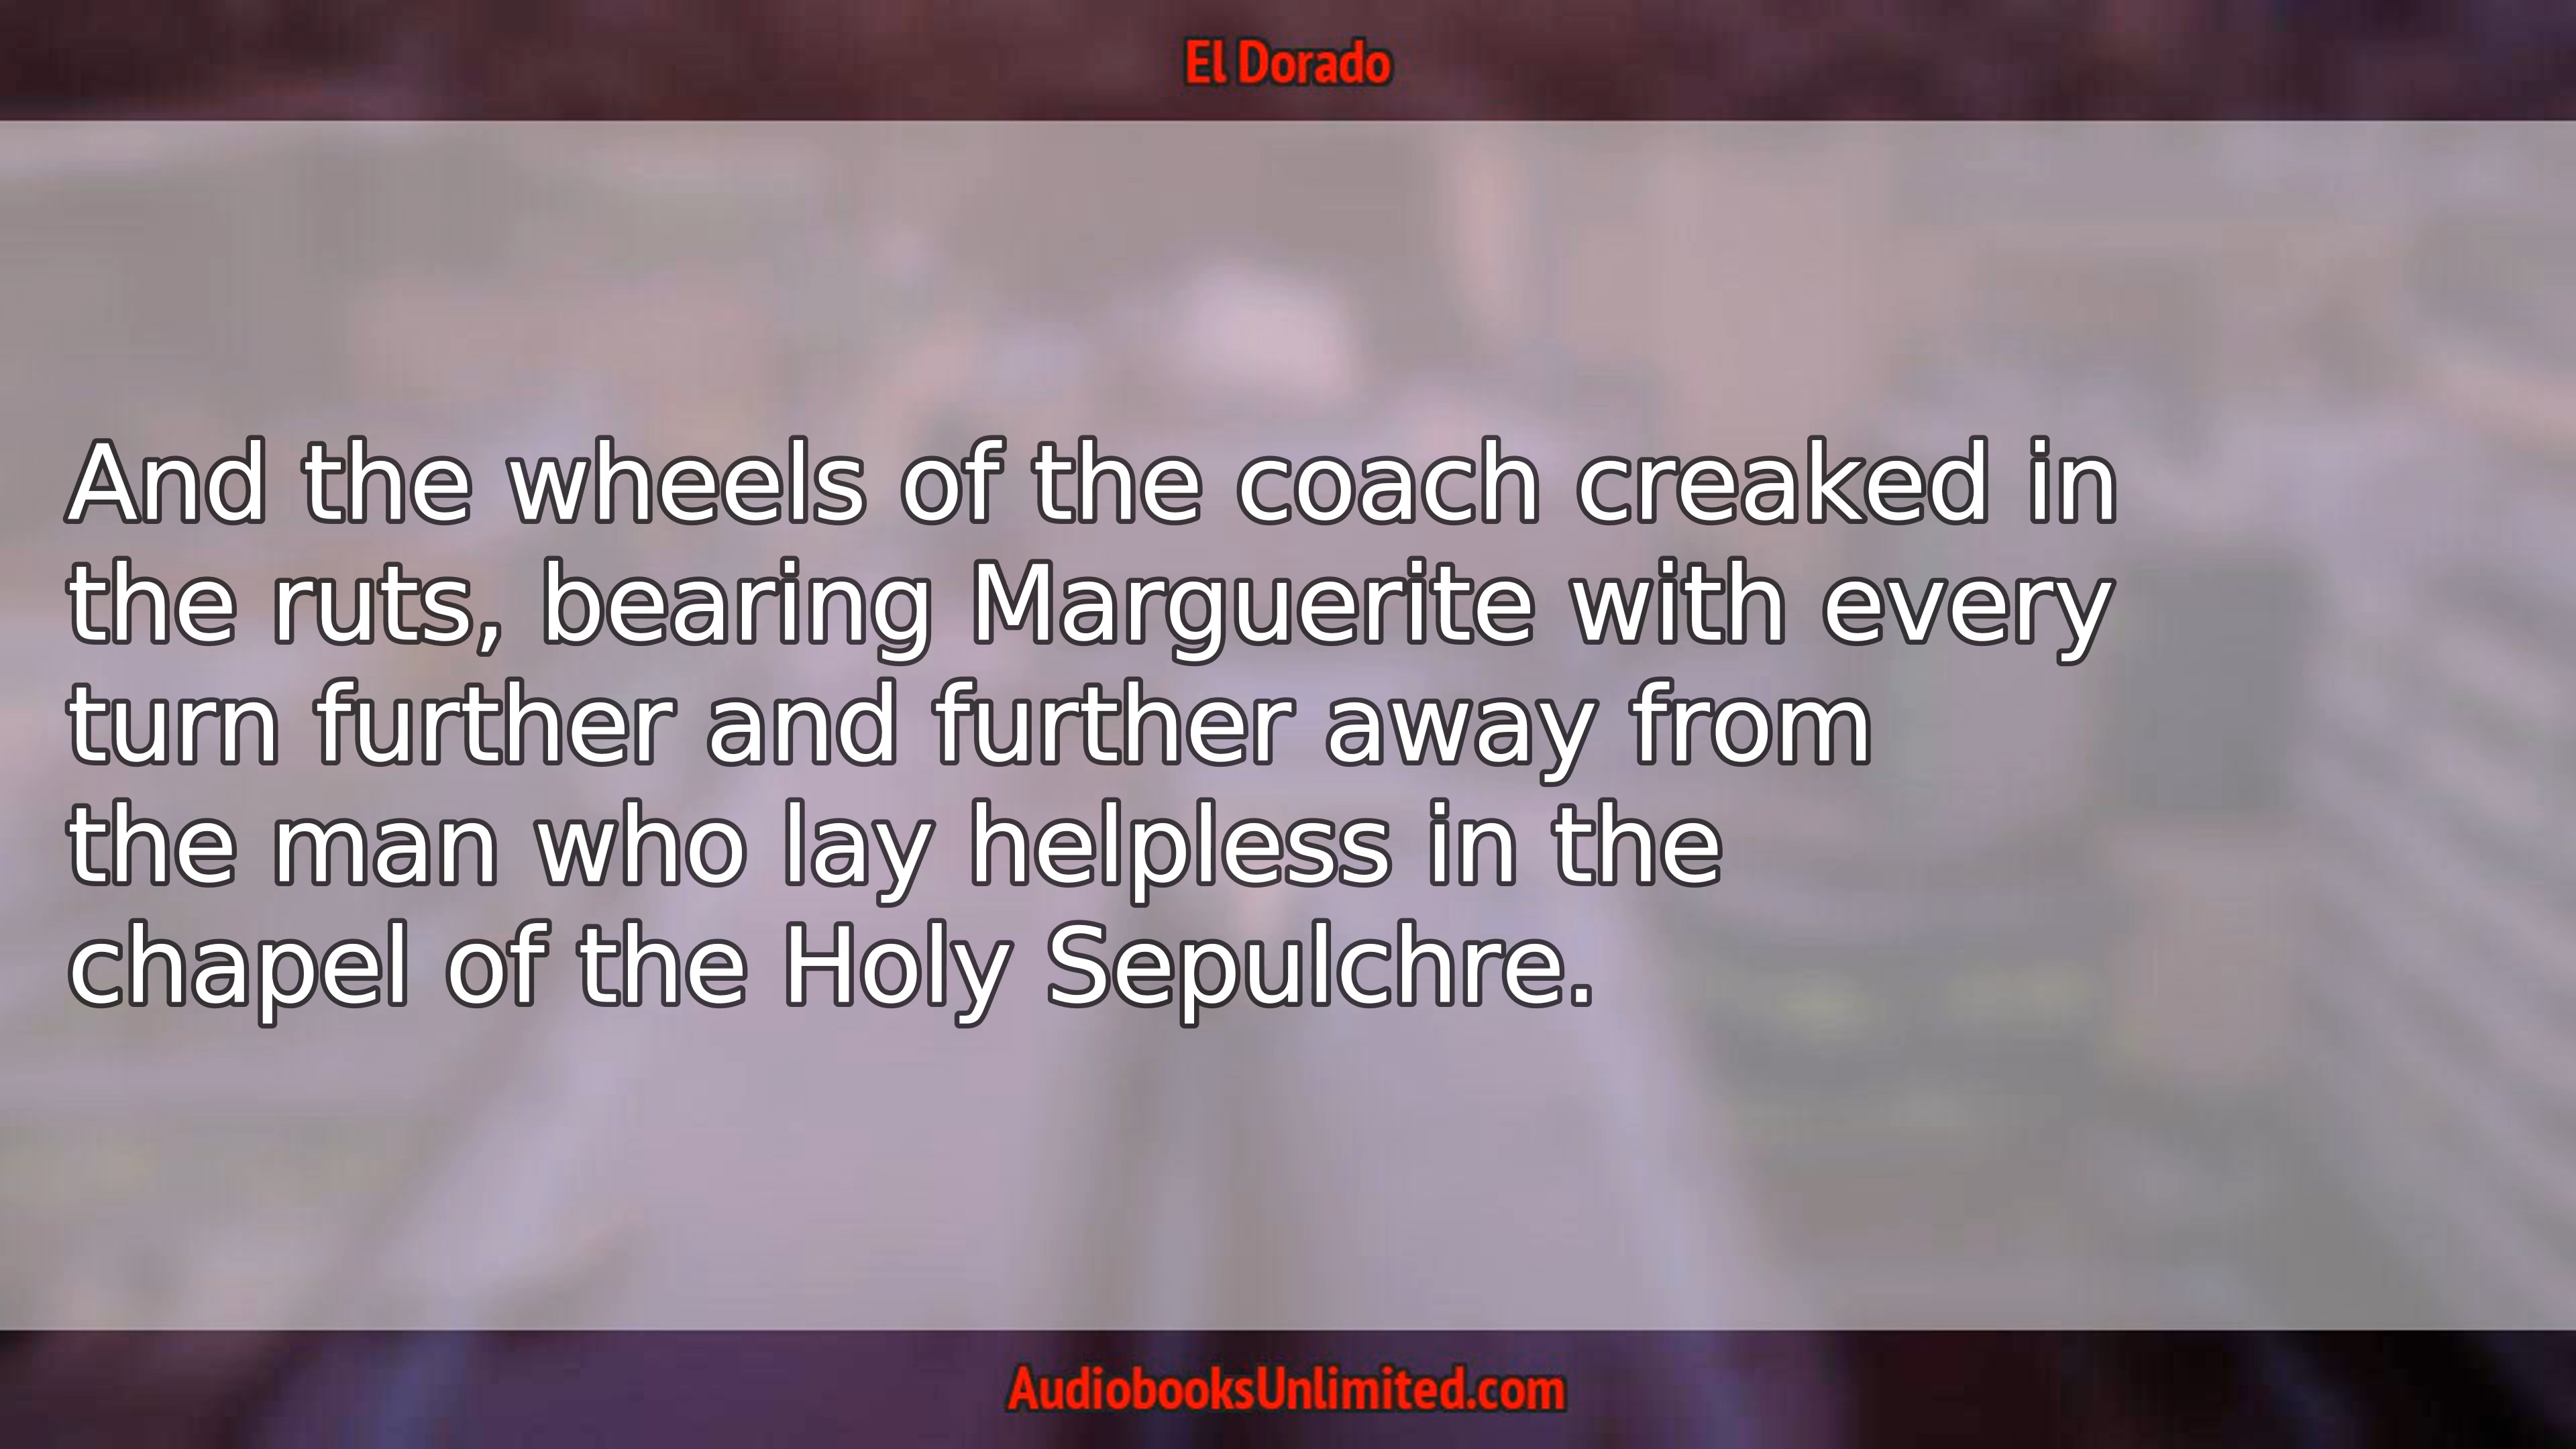 El Dorado
And the wheels of the coach creaked in
the ruts, bearing Marguerite with every
turn further and further away from
the man who lay helpless in the
chapel of the Holy Sepulchre.
AudiobooksUnlimited.com